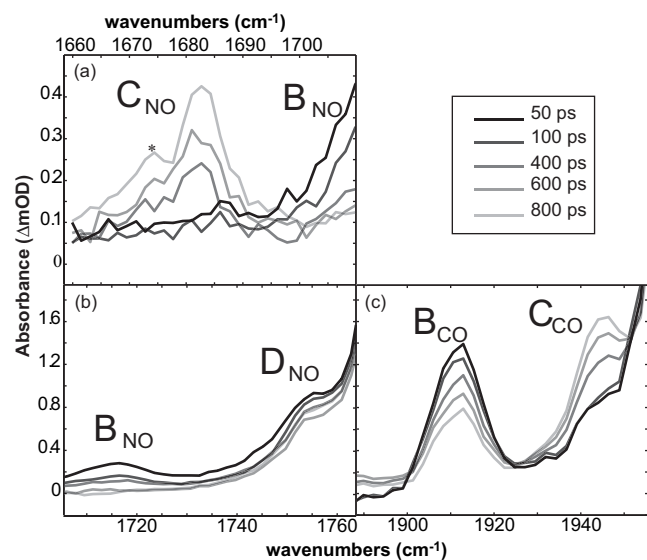 wavenumbers (cm-1)
1660 1670 1680 1690 1700
(a)
0.4
0.3
0.2
0.1
0
C NO
B NO
*
50 ps
100 ps
400 ps
600 ps
800 ps
Absorbance (ΔmOD)
(b)
1.6
1.2
0.8
0.4
0
B NO
D NO
(c)
B CO
C CO
1720 1740 1760
1900 1920 1940
wavenumbers (cm-1)